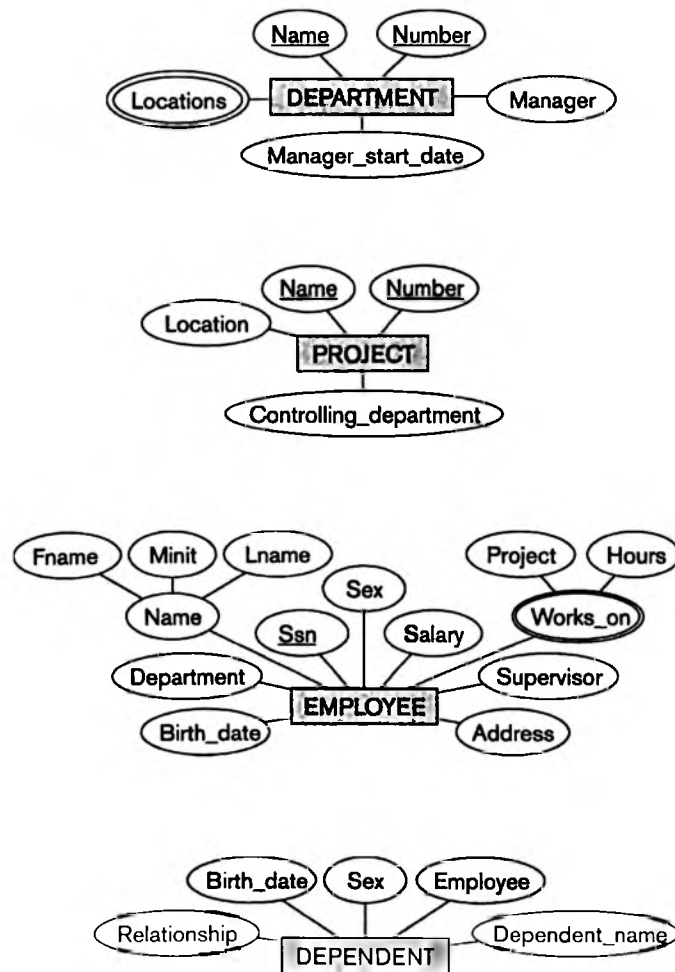 Name Number
Locations DEPARTMENT Manager
Manager_start_date
Name Number
Location
PROJECT
Controlling_department
Fname Minit Lname Project Hours
Sex
Name Works_on
Ssn Salary
Department Supervisor
EMPLOYEE
Birth_date Address
Birth_date Sex Employee
Relationship Dependent_name
DEPENDENT